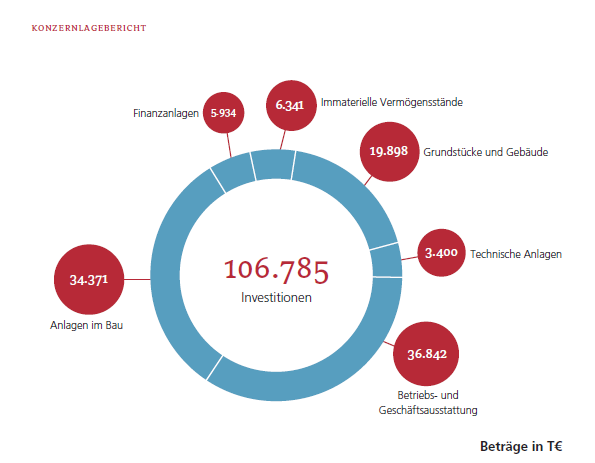 KONZERNLAGEBERICHT
Finanzanlagen
5.934
6.341
Immaterielle Vermögensstände
19.898
Grundstücke und Gebäude
3.400
Technische Anlagen
106.785
Investitionen
34.371
Anlagen im Bau
36.842
Betriebs- und
Geschäftsausstattung
Beträge in T€